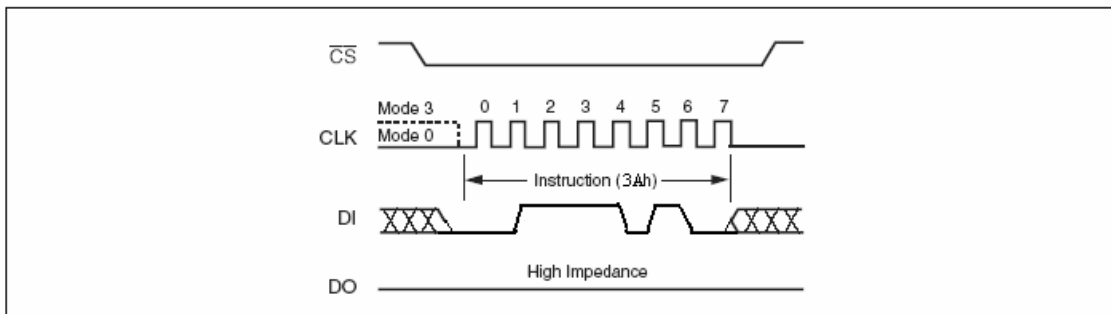 CS
Mode 3 0 1 2 3 4 5 6 7
CLK Mode 0
Instruction (3Ah)
DI
High Impedance
DO